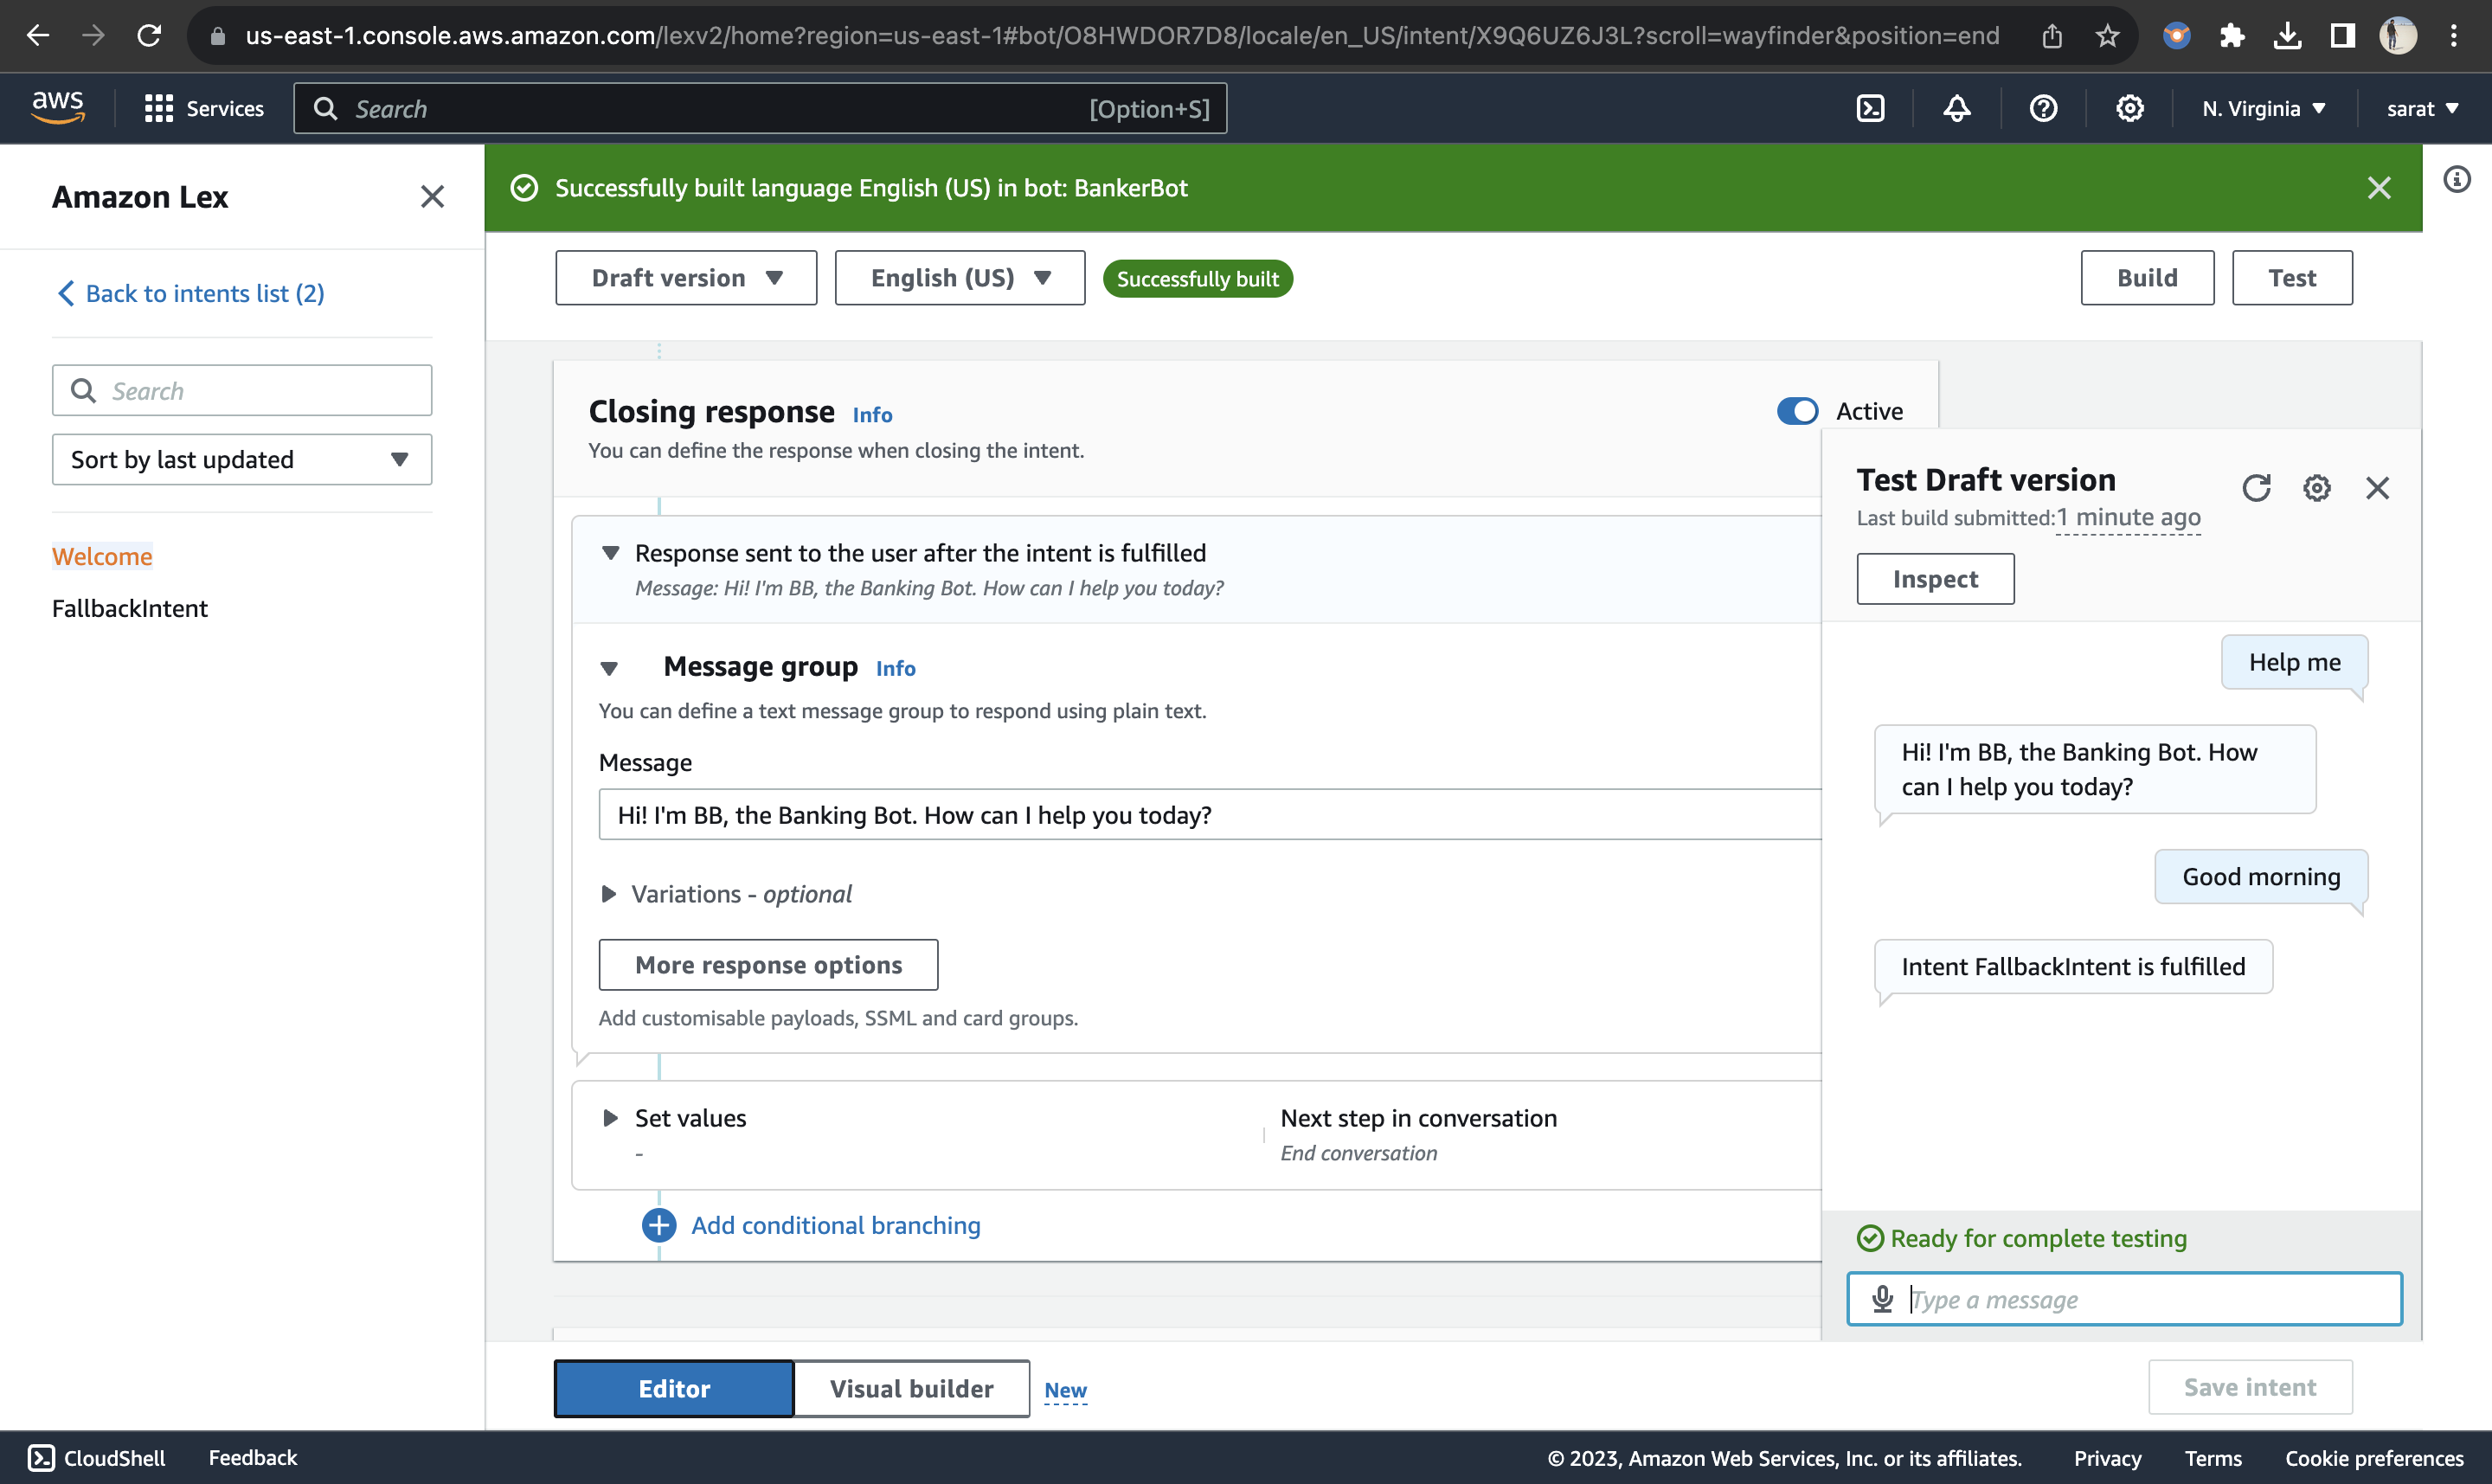 us-east-1.console.aws.amazon.com/lexv2/home?region=us-east-1#bot/O8HWDOR7D8/locale/en_US/intent/X9Q6UZ6J3L?scroll=wayfinder&position=end
aws Services Search [Option+S] N. Virginia sarat
Amazon Lex
Back to intents list (2)
Search
Sort by last updated
Welcome
FallbackIntent
Successfully built language English (US) in bot: BankerBot
Draft version English (US) Successfully built Build Test
Closing response Info Active
You can define the response when closing the intent.
Response sent to the user after the intent is fulfilled
Message: Hi! I'm BB, the Banking Bot. How can I help you today?
Message group Info
You can define a text message group to respond using plain text.
Message
Hi! I'm BB, the Banking Bot. How can I help you today?
Variations - optional
More response options
Add customisable payloads, SSML and card groups.
Set values
-
Next step in conversation
End conversation
Add conditional branching
Test Draft version
Last build submitted: 1 minute ago
Inspect
Help me
Hi! I'm BB, the Banking Bot. How
can I help you today?
Good morning
Intent FallbackIntent is fulfilled
Ready for complete testing
Type a message
Editor Visual builder New Save intent
CloudShell Feedback © 2023, Amazon Web Services, Inc. or its affiliates. Privacy Terms Cookie preferences